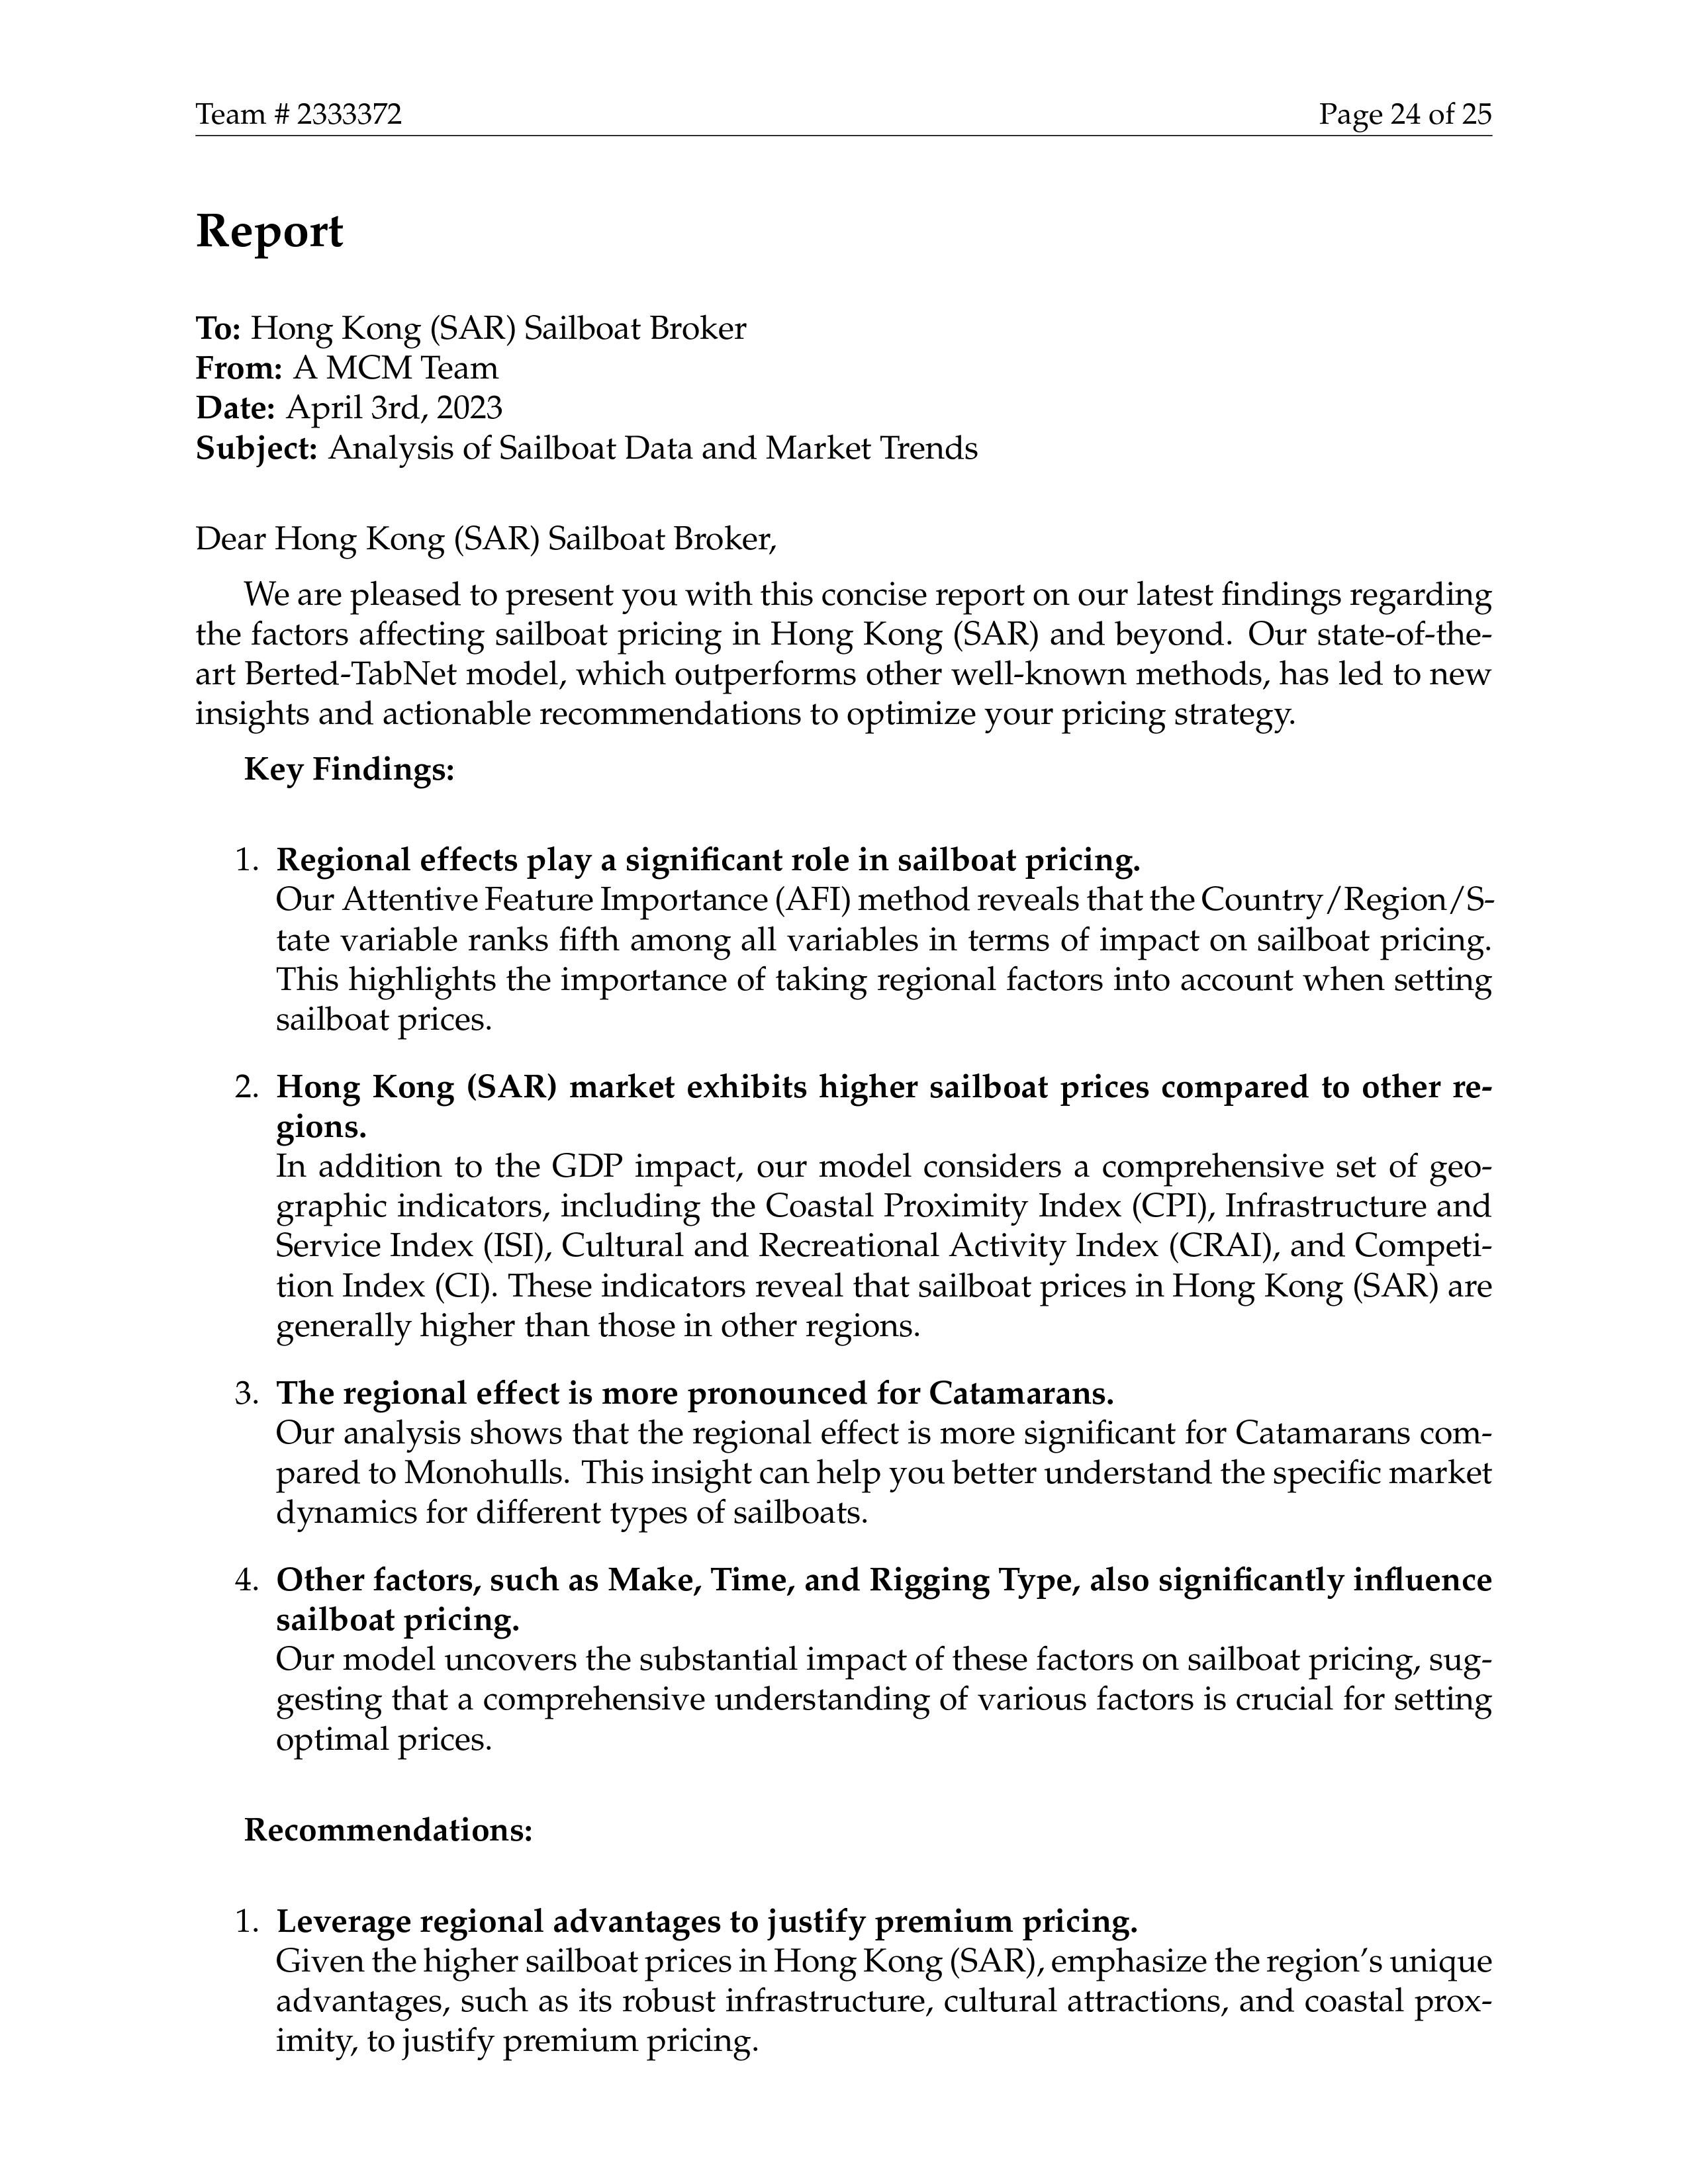 Team # 2333372 Page 24 of 25
Report
To: Hong Kong (SAR) Sailboat Broker
From: A MCM Team
Date: April 3rd, 2023
Subject: Analysis of Sailboat Data and Market Trends
Dear Hong Kong (SAR) Sailboat Broker,
We are pleased to present you with this concise report on our latest findings regarding
the factors affecting sailboat pricing in Hong Kong (SAR) and beyond. Our state-of-the-
art Berted-TabNet model, which outperforms other well-known methods, has led to new
insights and actionable recommendations to optimize your pricing strategy.
Key Findings:
1. Regional effects play a significant role in sailboat pricing.
Our Attentive Feature Importance (AFI) method reveals that the Country/Region/S-
tate variable ranks fifth among all variables in terms of impact on sailboat pricing.
This highlights the importance of taking regional factors into account when setting
sailboat prices.
2. Hong Kong (SAR) market exhibits higher sailboat prices compared to other re-
gions.
In addition to the GDP impact, our model considers a comprehensive set of geo-
graphic indicators, including the Coastal Proximity Index (CPI), Infrastructure and
Service Index (ISI), Cultural and Recreational Activity Index (CRAI), and Competi-
tion Index (CI). These indicators reveal that sailboat prices in Hong Kong (SAR) are
generally higher than those in other regions.
3. The regional effect is more pronounced for Catamarans.
Our analysis shows that the regional effect is more significant for Catamarans com-
pared to Monohulls. This insight can help you better understand the specific market
dynamics for different types of sailboats.
4. Other factors, such as Make, Time, and Rigging Type, also significantly influence
sailboat pricing.
Our model uncovers the substantial impact of these factors on sailboat pricing, sug-
gesting that a comprehensive understanding of various factors is crucial for setting
optimal prices.
Recommendations:
1. Leverage regional advantages to justify premium pricing.
Given the higher sailboat prices in Hong Kong (SAR), emphasize the region's unique
advantages, such as its robust infrastructure, cultural attractions, and coastal prox-
imity, to justify premium pricing.